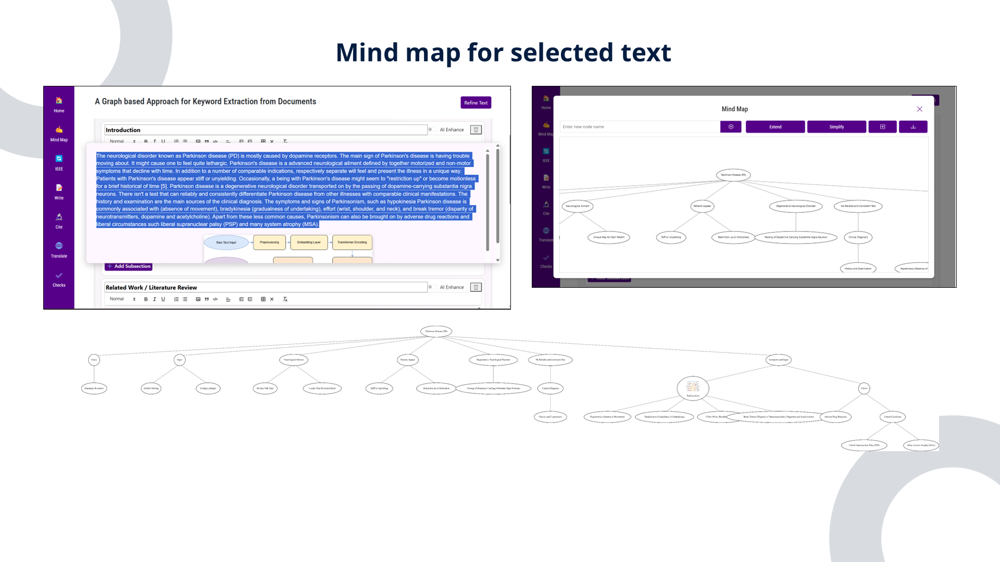 Mind map for selected text
Home
Mind Map
IEEE
Write
Cite
Translate
Checks
A Graph based Approach for Keyword Extraction from Documents
Refine Text
Introduction
AI Enhance
Normal
The neurological disorder known as Parkinson disease (PD) is mostly caused by dopamine receptors. The main sign of Parkinson's disease is having trouble
moving about. It might cause one to feel quite lethargic. Parkinson's disease is a advanced neurological ailment defined by together motorized and non-motor
symptoms that decline with time. In addition to a number of comparable indications, respectively separate will feel and present the illness in a unique way.
Patients with Parkinson's disease appear stiff or unyielding. Occasionally, a being with Parkinson's disease might seem to "restriction up" or become motionless
for a brief historical of time [5]. Parkinson disease is a degenerative neurological disorder transported on by the passing of dopamine-carrying substantia nigra
neurons. There isn't a test that can reliably and consistently differentiate Parkinson disease from other illnesses with comparable clinical manifestations. The
history and examination are the main sources of the clinical diagnosis. The symptoms and signs of Parkinsonism, such as hypokinesia Parkinson disease is
commonly associated with (absence of movement), bradykinesia (gradualness of undertaking), effort (wrist, shoulder, and neck), and break tremor (disparity of
neurotransmitters, dopamine and acetylcholine). Apart from these less common causes, Parkinsonism can also be brought on by adverse drug reactions and
liberal circumstances such liberal supranuclear palsy (PSP) and many system atrophy (MSA).
Raw Text Input
Preprocessing
Embedding Layer
Transformer Encoding
+ Add Subsection
Related Work / Literature Review
AI Enhance
Normal
Home
Mind Map
IEEE
Write
Cite
Translate
Checks
Mind Map
Enter new node name
Extend
Simplify
Parkinson Disease (PD)
Neurological Ailment
Patients Appear
Degenerative Neurological Disorder
No Reliable and Consistent Test
Unique Way for Each Patient
Stiff or Unyielding
Restriction up or Motionless
Passing of Dopamine-Carrying Substantia Nigra Neurons
Clinical Diagnosis
History and Examination
Hypokinesia (Absence of
+ Add Subsection
Parkinson Disease (PD)
Cause
Signs
Neurological Ailment
Patients Appear
Degenerative Neurological Disorder
No Reliable and Consistent Test
Symptoms and Signs
Dopamine Receptors
Trouble Moving
Feeling Lethargic
Decline with Time
Unique Way for Each Patient
Stiff or Unyielding
Restriction up or Motionless
Passing of Dopamine-Carrying Substantia Nigra Neurons
Clinical Diagnosis
Parkinsonism
Causes
History and Examination
Hypokinesia (Absence of Movement)
Bradykinesia (Gradualness of Undertaking)
Effort (Wrist, Shoulder
Break Tremor (Disparity of Neurotransmitters, Dopamine and Acetylcholine)
Adverse Drug Reactions
Liberal Conditions
Liberal Supranuclear Palsy (PSP)
Many System Atrophy (MSA)